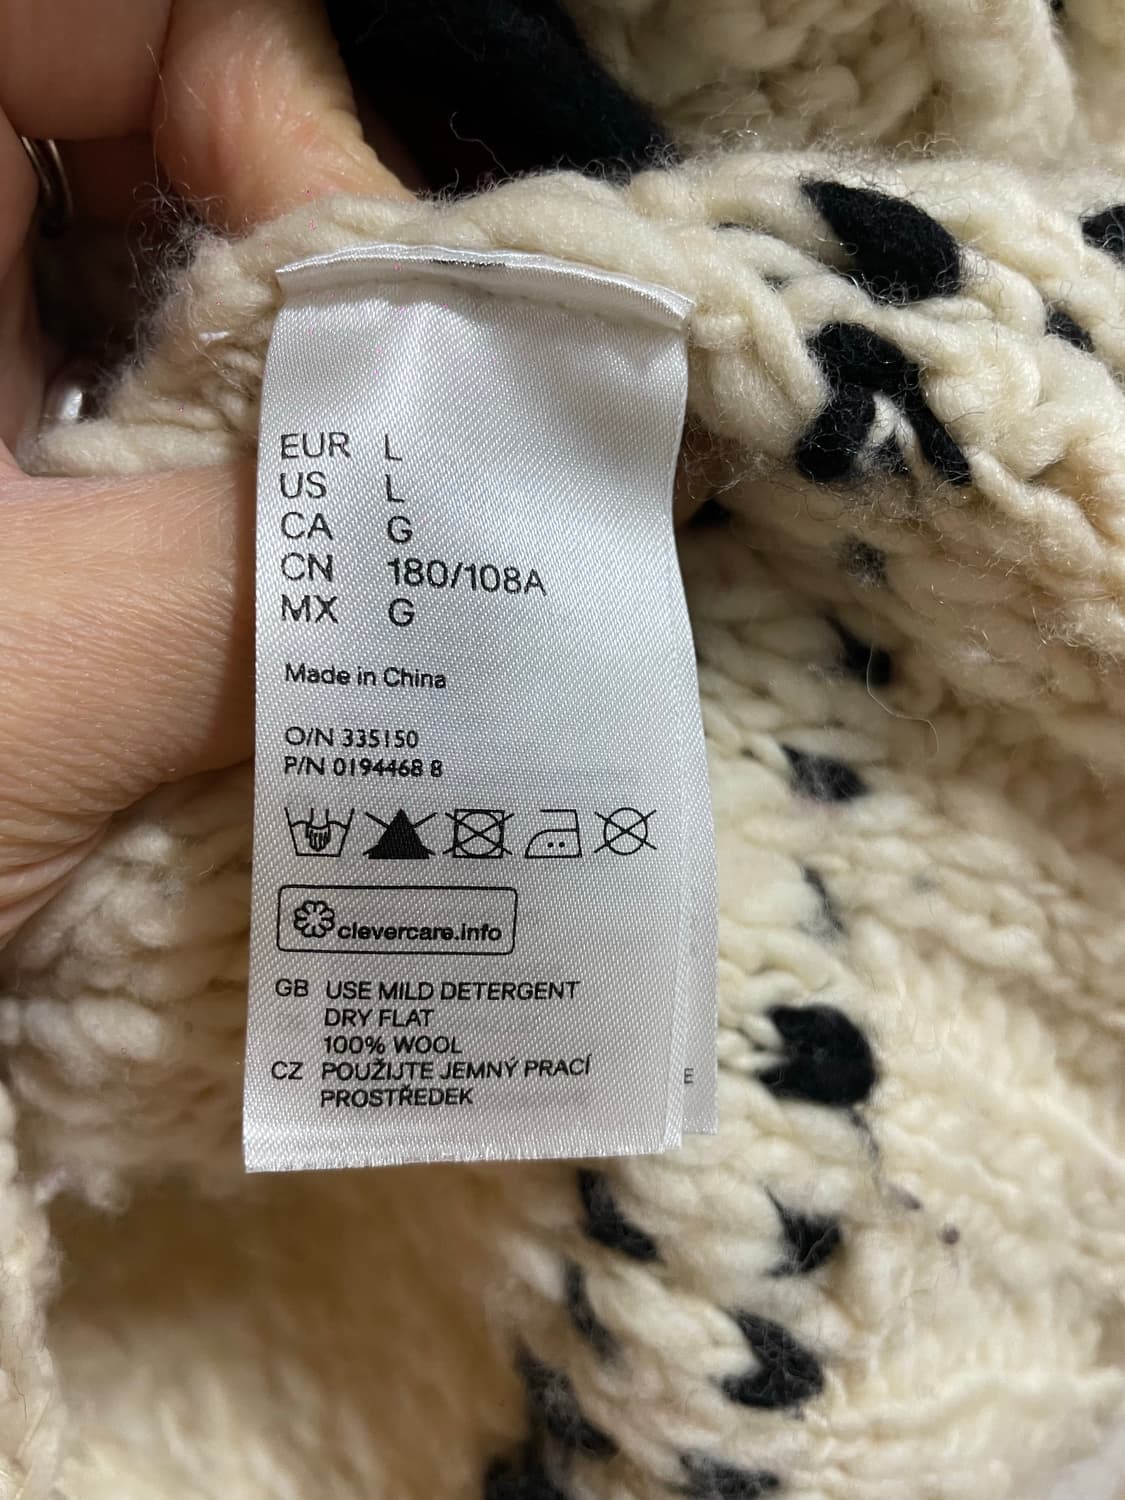 EUR L
US L
CA G
CN 180/108A
MX G
Made in China
O/N 335150
P/N 0194468 8
clevercare.info
GB USE MILD DETERGENT
DRY FLAT
100% WOOL
CZ POUŽIJTE JEMNÝ PRACÍ
PROSTŘEDEK
E